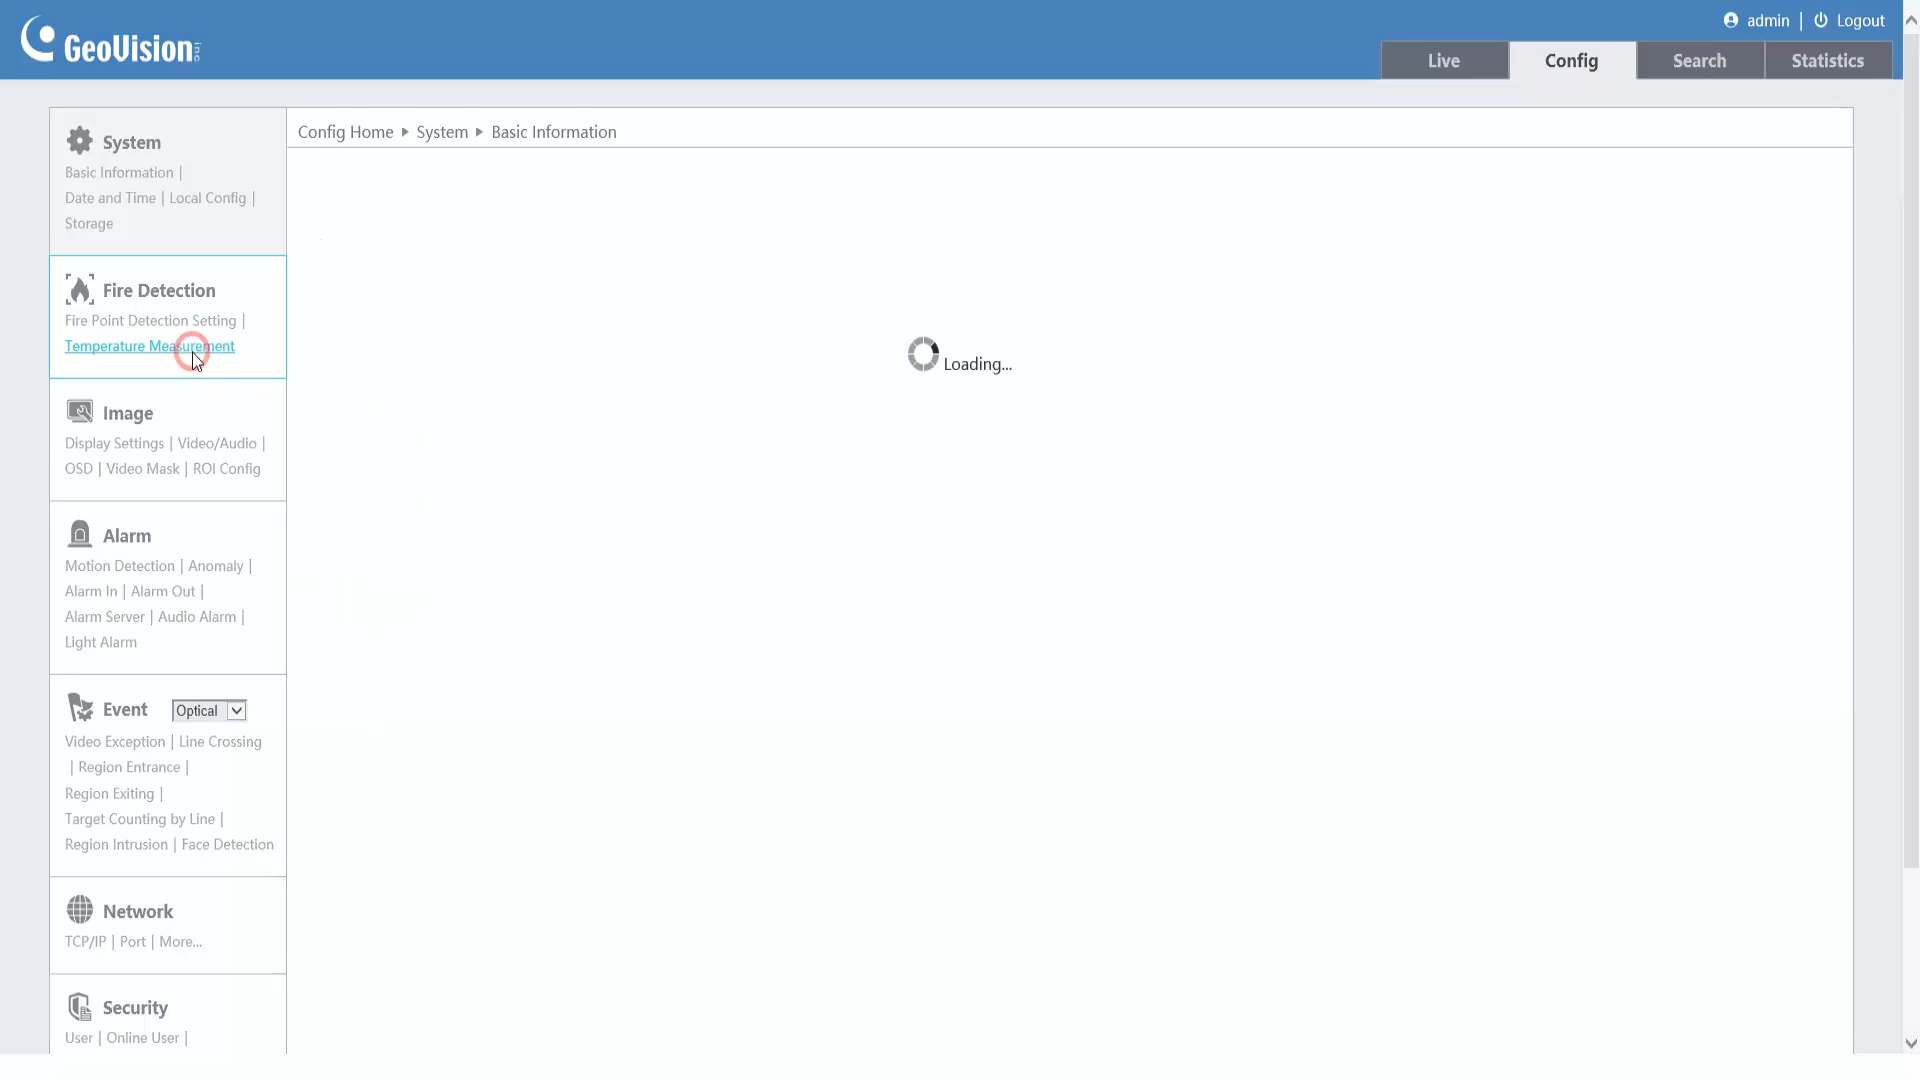 GeoVision inc
admin | Logout
Live Config Search Statistics
Config Home System Basic Information
System
Basic Information |
Date and Time | Local Config |
Storage
Fire Detection
Fire Point Detection Setting |
Temperature Measurement
Loading...
Image
Display Settings | Video/Audio |
OSD | Video Mask | ROI Config
Alarm
Motion Detection | Anomaly |
Alarm In | Alarm Out |
Alarm Server | Audio Alarm |
Light Alarm
Event Optical
Video Exception | Line Crossing
| Region Entrance |
Region Exiting |
Target Counting by Line |
Region Intrusion | Face Detection
Network
TCP/IP | Port | More...
Security
User | Online User |